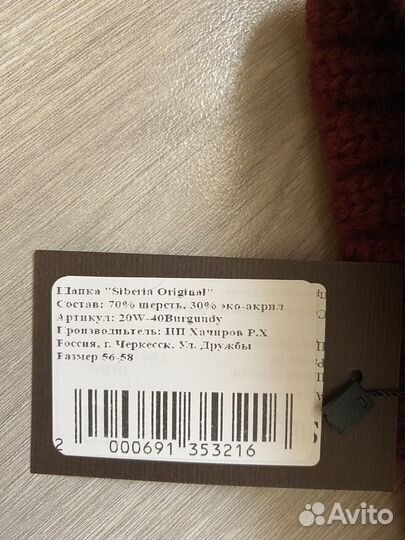 Шапка "Siberia Original"
Состав: 70% шерсть, 30% эко-акрил
Артикул: 20W-40Burgundy
Производитель: ИП Хачиров Р.Х
Россия, г. Черкесск, Ул. Дружбы
Размер 56-58
2 000691 353216
Avito